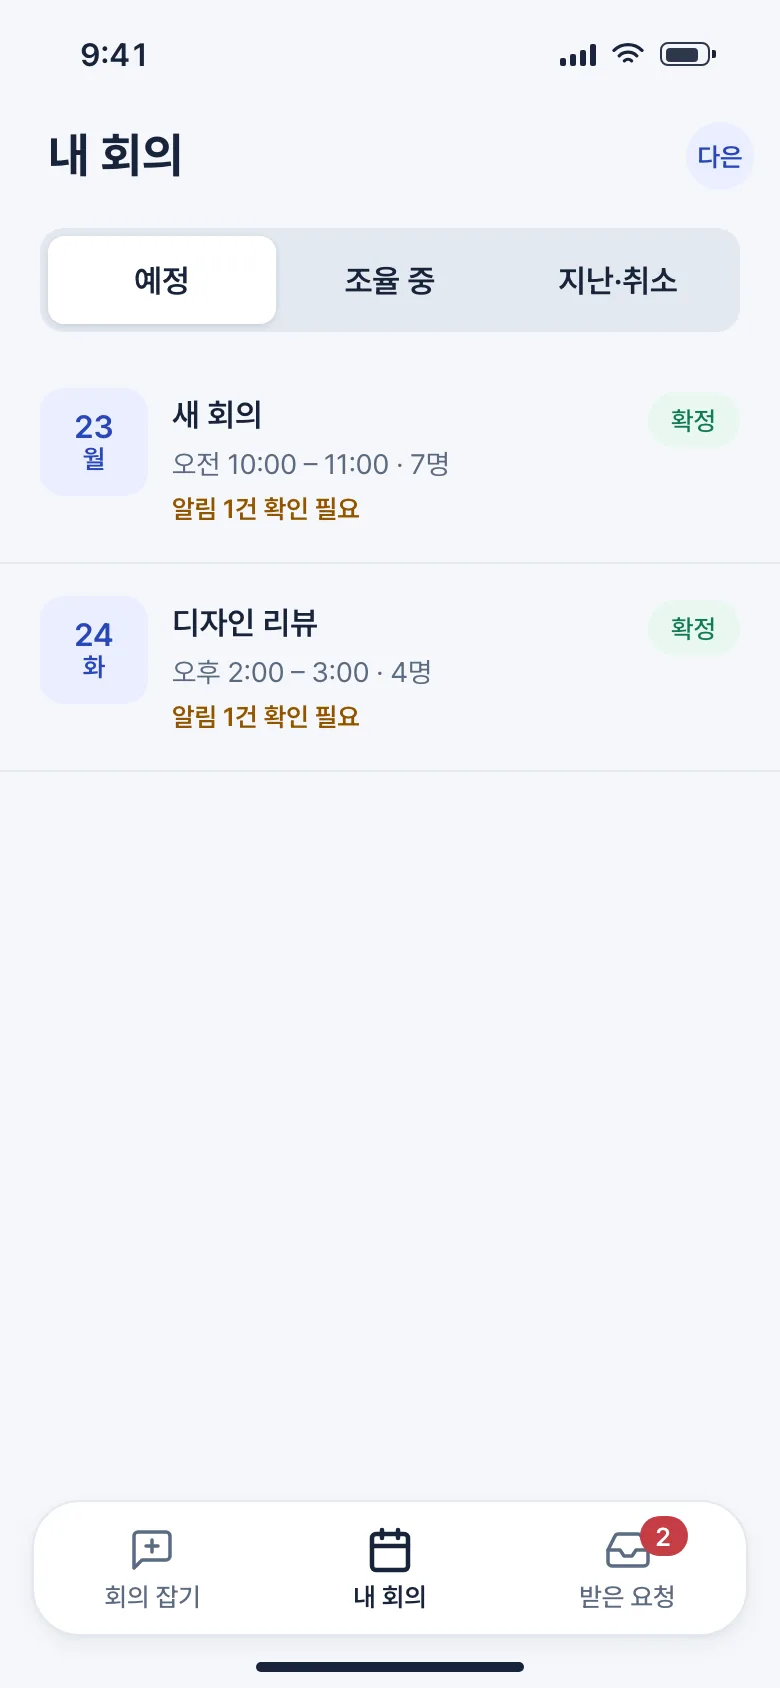 9:41
내 회의
다은
예정
조율 중
지난·취소
23
월
새 회의
오전 10:00 – 11:00 · 7명
알림 1건 확인 필요
확정
24
화
디자인 리뷰
오후 2:00 – 3:00 · 4명
알림 1건 확인 필요
확정
회의 잡기
내 회의
2
받은 요청